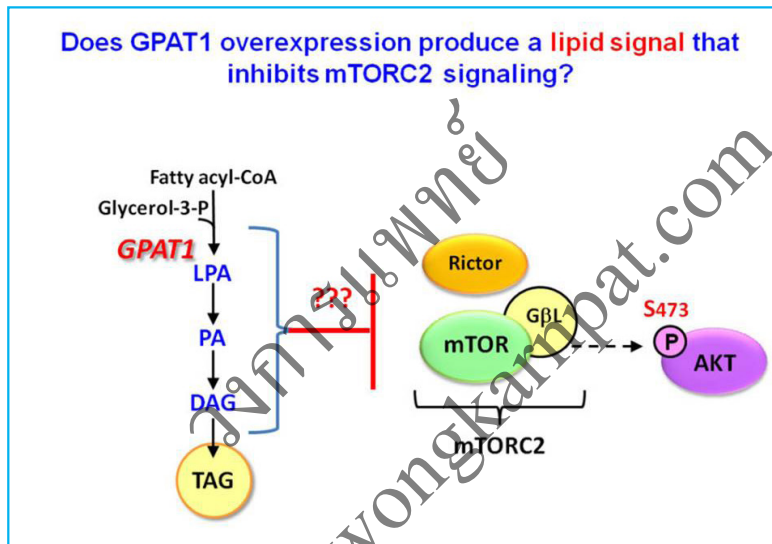 Does GPAT1 overexpression produce a lipid signal that
inhibits mTORC2 signaling?
Fatty acyl-CoA
Glycerol-3-P
GPAT1
LPA
PA
DAG
TAG
???
Rictor
GβL
mTOR
mTORC2
S473
P
AKT
วงการแพทย์
wongkarnpat.com